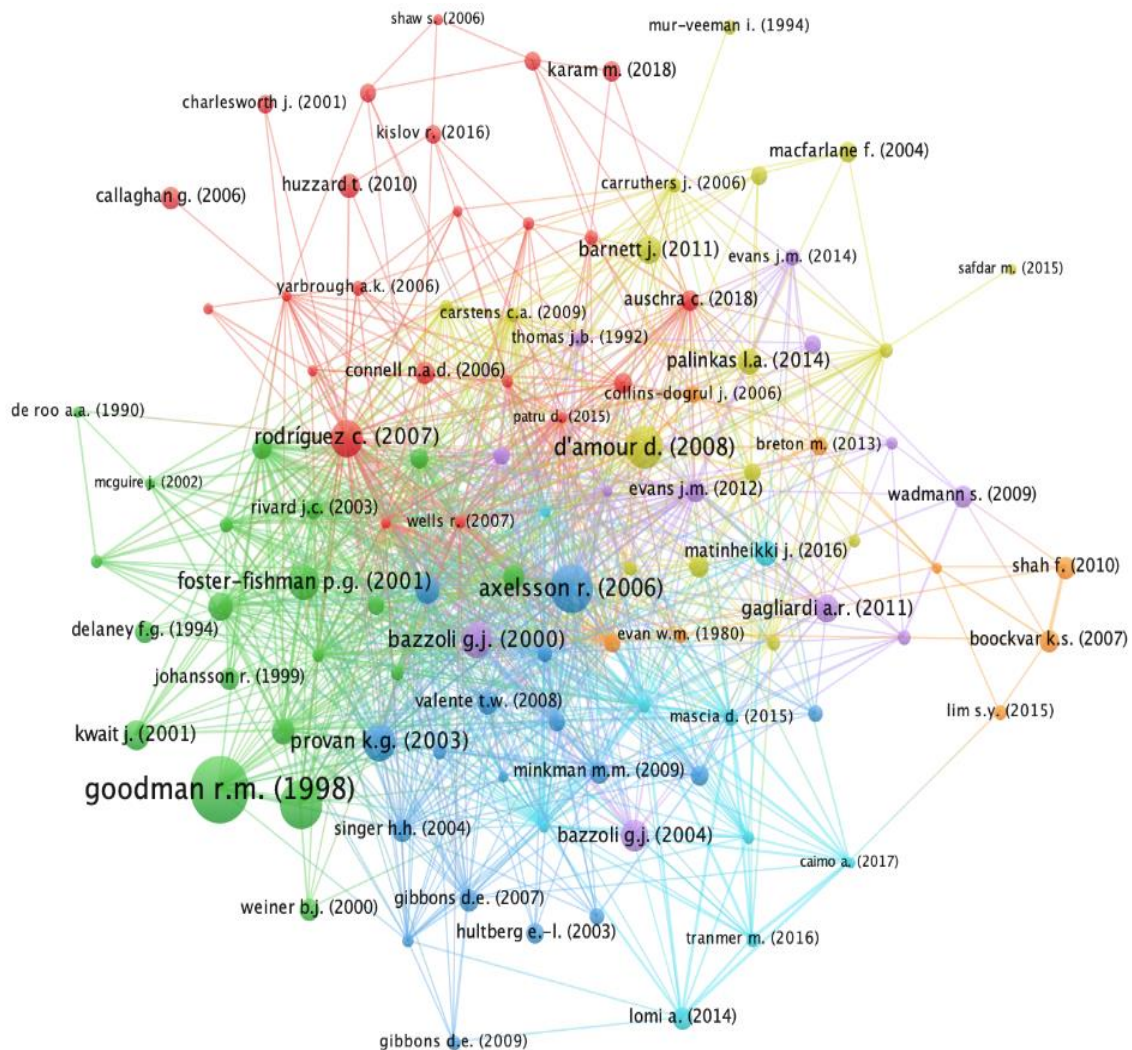 shaw s. (2006)
mur-veeman i. (1994)
karam m. (2018)
charlesworth j. (2001)
kislov r. (2016)
macfarlane f. (2004)
huzzard t. (2010)
carruthers j. (2006)
callaghan g. (2006)
barnett j. (2011)
evans j.m. (2014)
safdar m. (2015)
yarbrough a.k. (2006)
auschra c. (2018)
carstens c.a. (2009)
thomas j.b. (1992)
palinkas l.a. (2014)
connell n.a.d. (2006)
collins-dogrul j. (2006)
de roo a.a. (1990)
patru d. (2015)
rodríguez c. (2007)
d'amour d. (2008)
breton m. (2013)
mcguire j. (2002)
evans j.m. (2012)
wadmann s. (2009)
rivard j.c. (2003)
wells r. (2007)
matinheikki j. (2016)
shah f. (2010)
foster-fishman p.g. (2001)
axelsson r. (2006)
gagliardi a.r. (2011)
delaney f.g. (1994)
bazzoli g.j. (2000)
evan w.m. (1980)
boockvar k.s. (2007)
johansson r. (1999)
valente t.w. (2008)
mascia d. (2015)
lim s.y. (2015)
kwait j. (2001)
provan k.g. (2003)
minkman m.m. (2009)
goodman r.m. (1998)
singer h.h. (2004)
bazzoli g.j. (2004)
caimo a. (2017)
weiner b.j. (2000)
gibbons d.e. (2007)
hultberg e.-l. (2003)
tranmer m. (2016)
lomi a. (2014)
gibbons d.e. (2009)